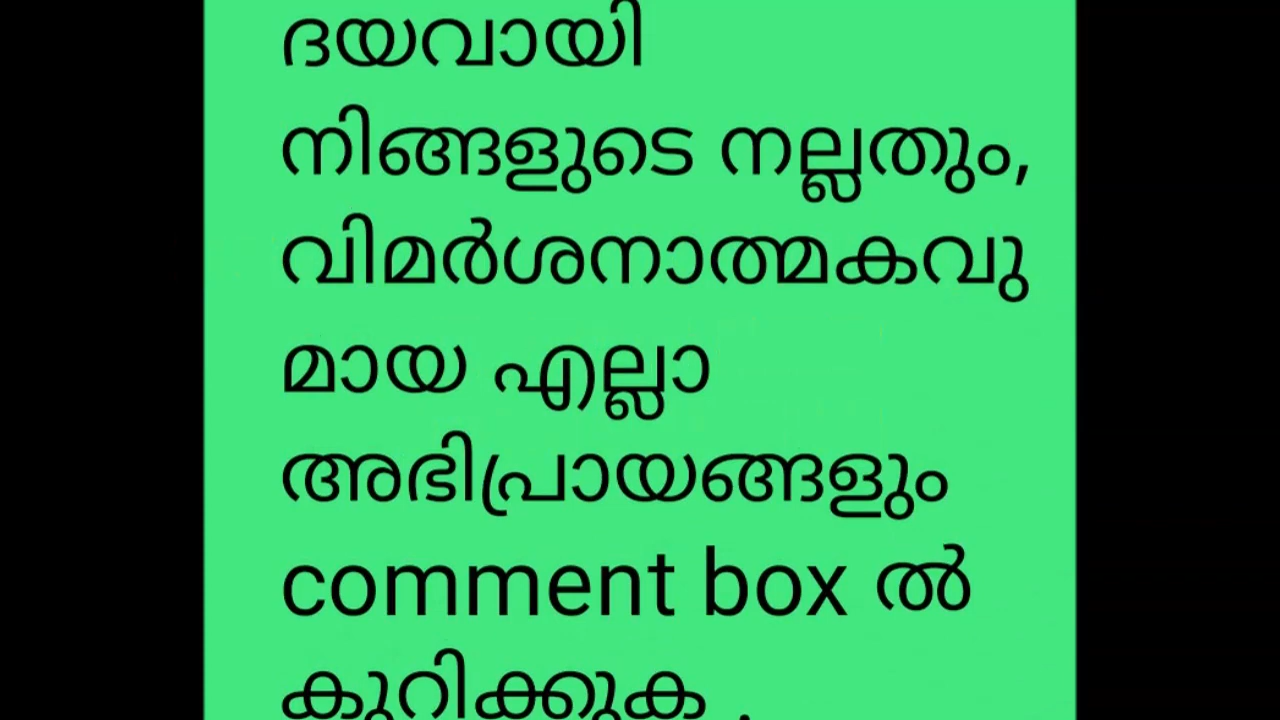 ദയവായി
നിങ്ങളുടെ നല്ലതും,
വിമർശനാത്മകവു
മായ എല്ലാ
അഭിപ്രായങ്ങളും
comment box ൽ
കുറിക്കുക .